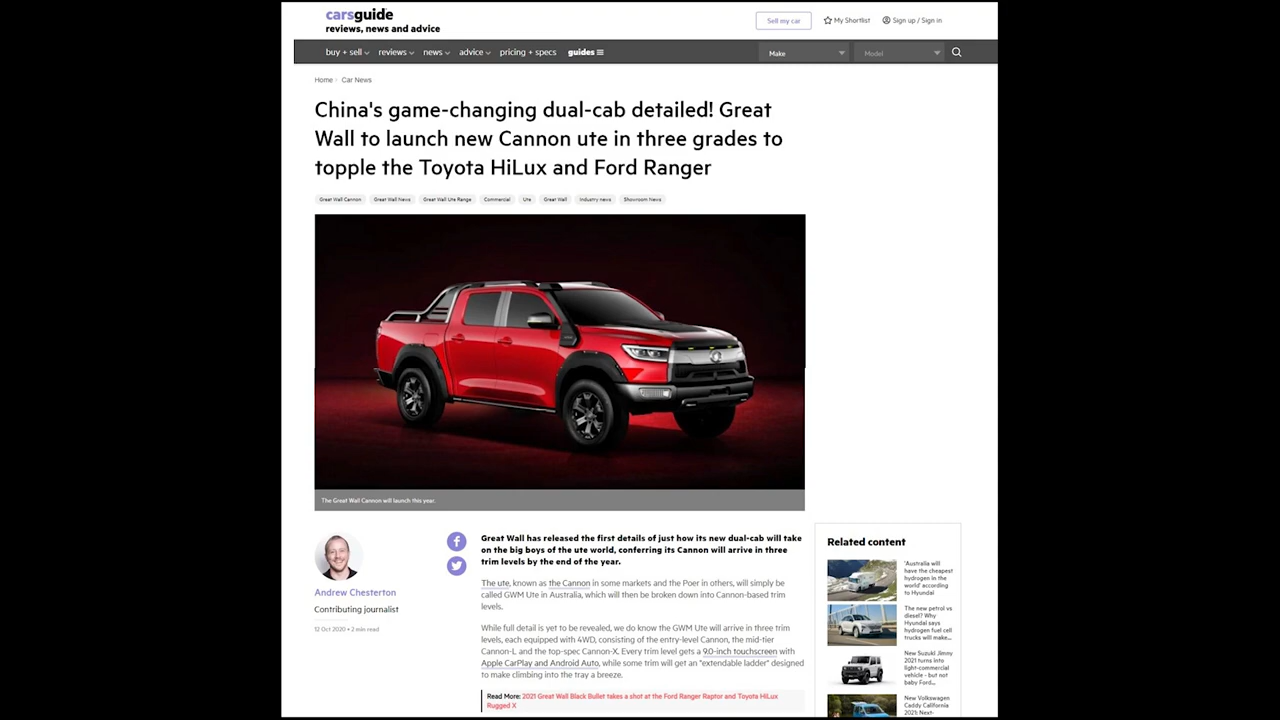 carsguide
reviews, news and advice
Sell my car
My Shortlist
Sign up / Sign in
buy + sell
reviews
news
advice
pricing + specs
guides
Make
Model
Home
Car News
China's game-changing dual-cab detailed! Great
Wall to launch new Cannon ute in three grades to
topple the Toyota HiLux and Ford Ranger
Great Wall Cannon
Great Wall News
Great Wall Ute Range
Commercial
Ute
Great Wall
Industry news
Showroom News
The Great Wall Cannon will launch this year.
Andrew Chesterton
Contributing journalist
12 Oct 2020 • 2 min read
Great Wall has released the first details of just how its new dual-cab will take
on the big boys of the ute world, conferring its Cannon will arrive in three
trim levels by the end of the year.
The ute, known as the Cannon in some markets and the Poer in others, will simply be
called GWM Ute in Australia, which will then be broken down into Cannon-based trim
levels.
While full detail is yet to be revealed, we do know the GWM Ute will arrive in three trim
levels, each equipped with 4WD, consisting of the entry-level Cannon, the mid-tier
Cannon-L and the top-spec Cannon-X. Every trim level gets a 9.0-inch touchscreen with
Apple CarPlay and Android Auto, while some trim will get an "extendable ladder" designed
to make climbing into the tray a breeze.
Read More: 2021 Great Wall Black Bullet takes a shot at the Ford Ranger Raptor and Toyota HiLux
Rugged X
Related content
'Australia will
have the cheapest
hydrogen in the
world' according
to Hyundai
The new petrol vs
diesel? Why
Hyundai says
hydrogen fuel cell
trucks will make...
New Suzuki Jimny
2021 turns into
light-commercial
vehicle - but not
baby Ford...
New Volkswagen
Caddy California
2021: Next-